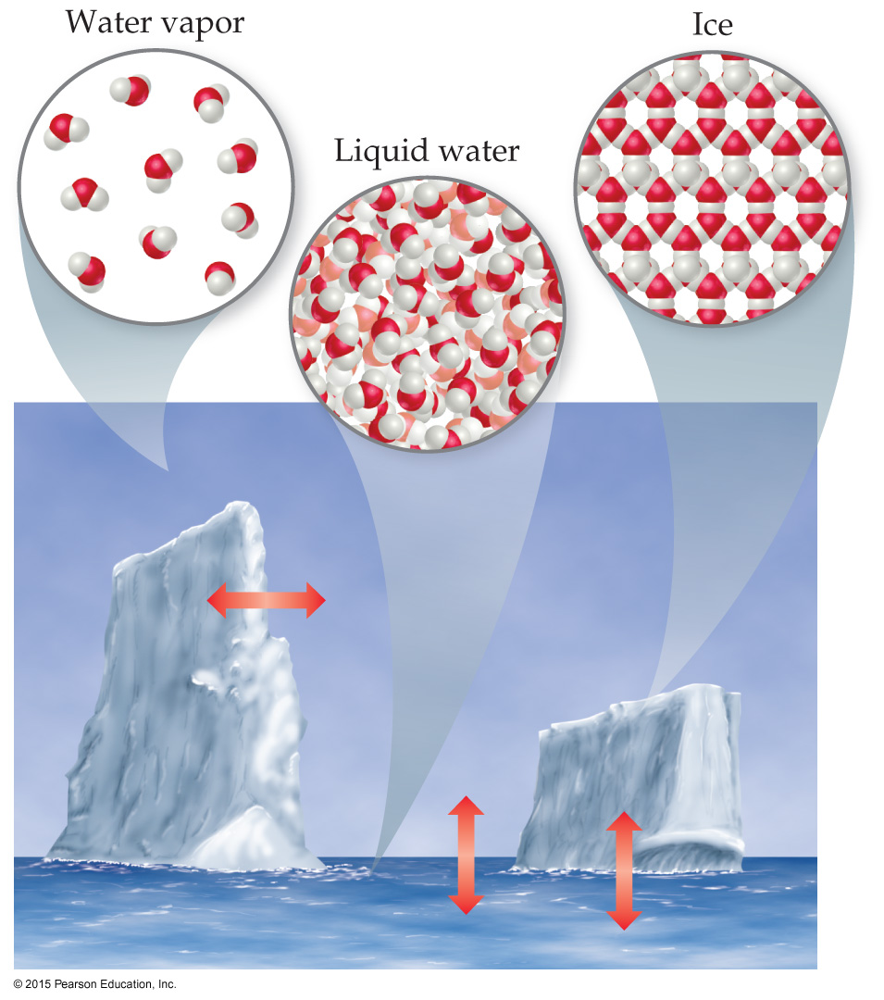 Water vapor
Ice
Liquid water
© 2015 Pearson Education, Inc.